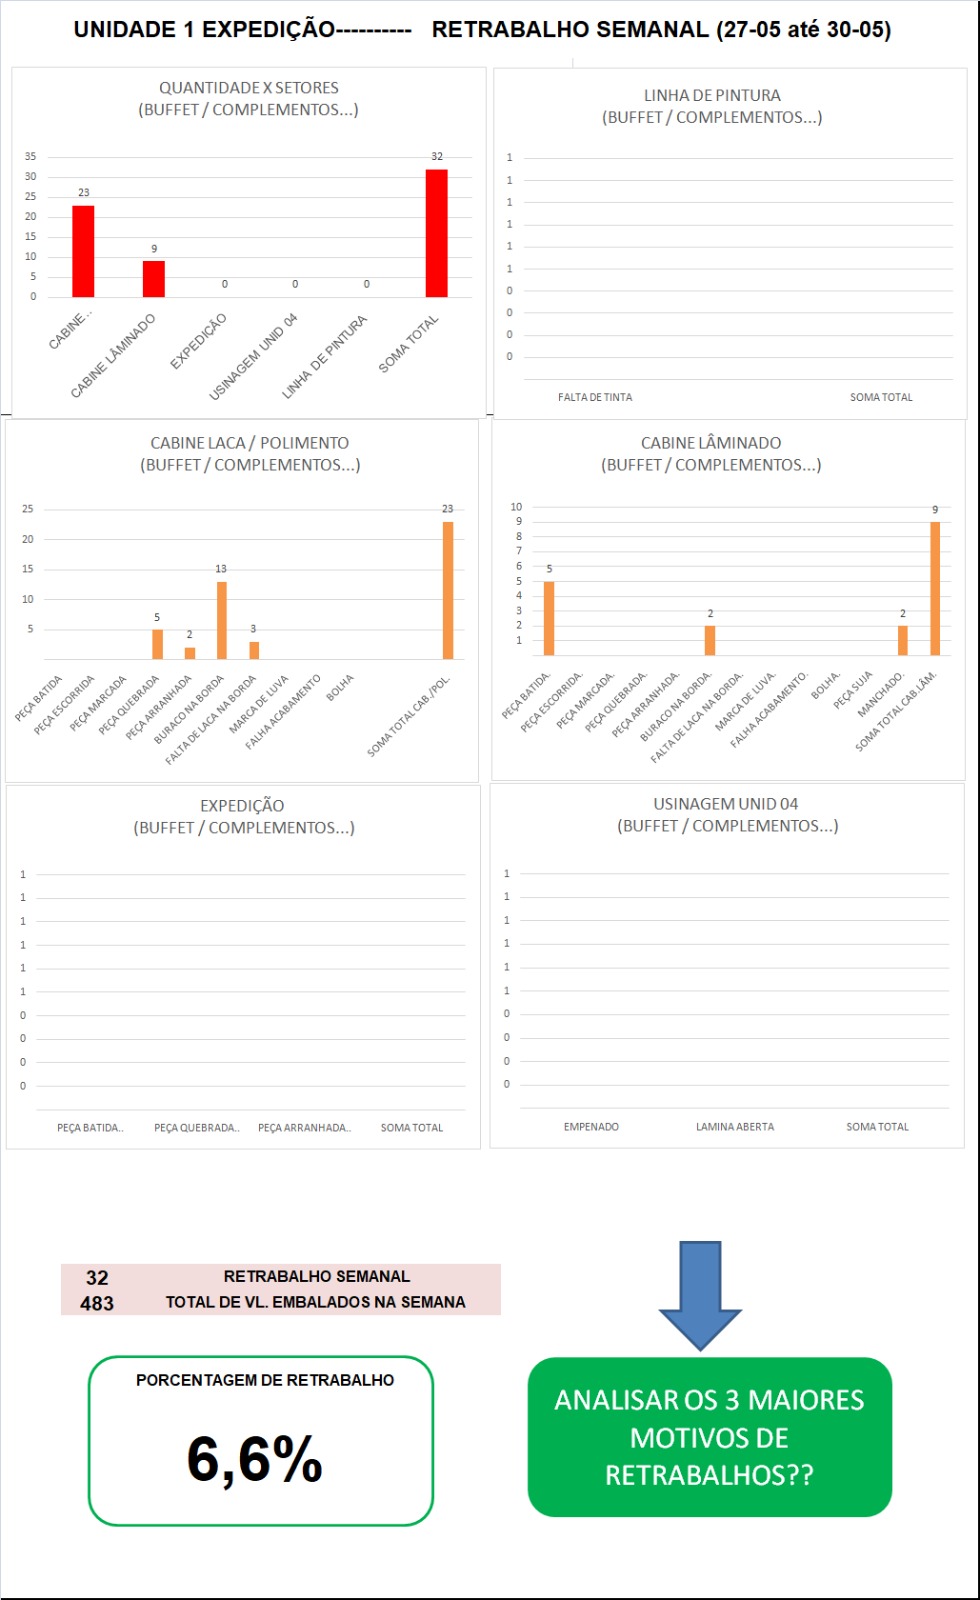 UNIDADE 1 EXPEDIÇÃO---------- RETRABALHO SEMANAL (27-05 até 30-05)
QUANTIDADE X SETORES
(BUFFET / COMPLEMENTOS...)
35
30
25
20
15
10
5
0
23
9
0
0
0
32
CABINE..
CABINE LÂMINADO
EXPEDIÇÃO
USINAGEM UNID 04
LINHA DE PINTURA
SOMA TOTAL
LINHA DE PINTURA
(BUFFET / COMPLEMENTOS...)
1
1
1
1
1
1
0
0
0
0
FALTA DE TINTA
SOMA TOTAL
CABINE LACA / POLIMENTO
(BUFFET / COMPLEMENTOS...)
25
20
15
10
5
5
2
13
3
23
PEÇA BATIDA
PEÇA ESCORRIDA
PEÇA MARCADA
PEÇA QUEBRADA
PEÇA ARRANHADA
BURACO NA BORDA
FALTA DE LACA NA BORDA
MARCA DE LUVA
FALHA ACABAMENTO
BOLHA
SOMA TOTAL CAB./POL.
CABINE LÂMINADO
(BUFFET / COMPLEMENTOS...)
10
9
8
7
6
5
4
3
2
1
5
2
2
9
PEÇA BATIDA.
PEÇA ESCORRIDA.
PEÇA MARCADA.
PEÇA QUEBRADA.
PEÇA ARRANHADA.
BURACO NA BORDA.
FALTA DE LACA NA BORDA.
MARCA DE LUVA.
FALHA ACABAMENTO.
BOLHA.
PEÇA SUJA
MANCHADO.
SOMA TOTAL CAB.LÂM.
EXPEDIÇÃO
(BUFFET / COMPLEMENTOS...)
1
1
1
1
1
1
0
0
0
0
PEÇA BATIDA..
PEÇA QUEBRADA..
PEÇA ARRANHADA..
SOMA TOTAL
USINAGEM UNID 04
(BUFFET / COMPLEMENTOS...)
1
1
1
1
1
1
0
0
0
0
EMPENADO
LAMINA ABERTA
SOMA TOTAL
32 RETRABALHO SEMANAL
483 TOTAL DE VL. EMBALADOS NA SEMANA
PORCENTAGEM DE RETRABALHO
6,6%
ANALISAR OS 3 MAIORES
MOTIVOS DE
RETRABALHOS??